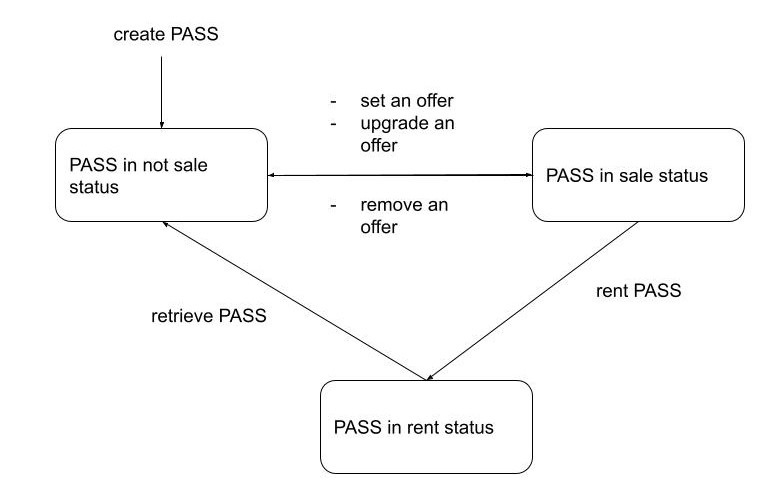 create PASS
- set an offer
- upgrade an
offer
PASS in not sale
status
PASS in sale status
- remove an
offer
rent PASS
retrieve PASS
PASS in rent status